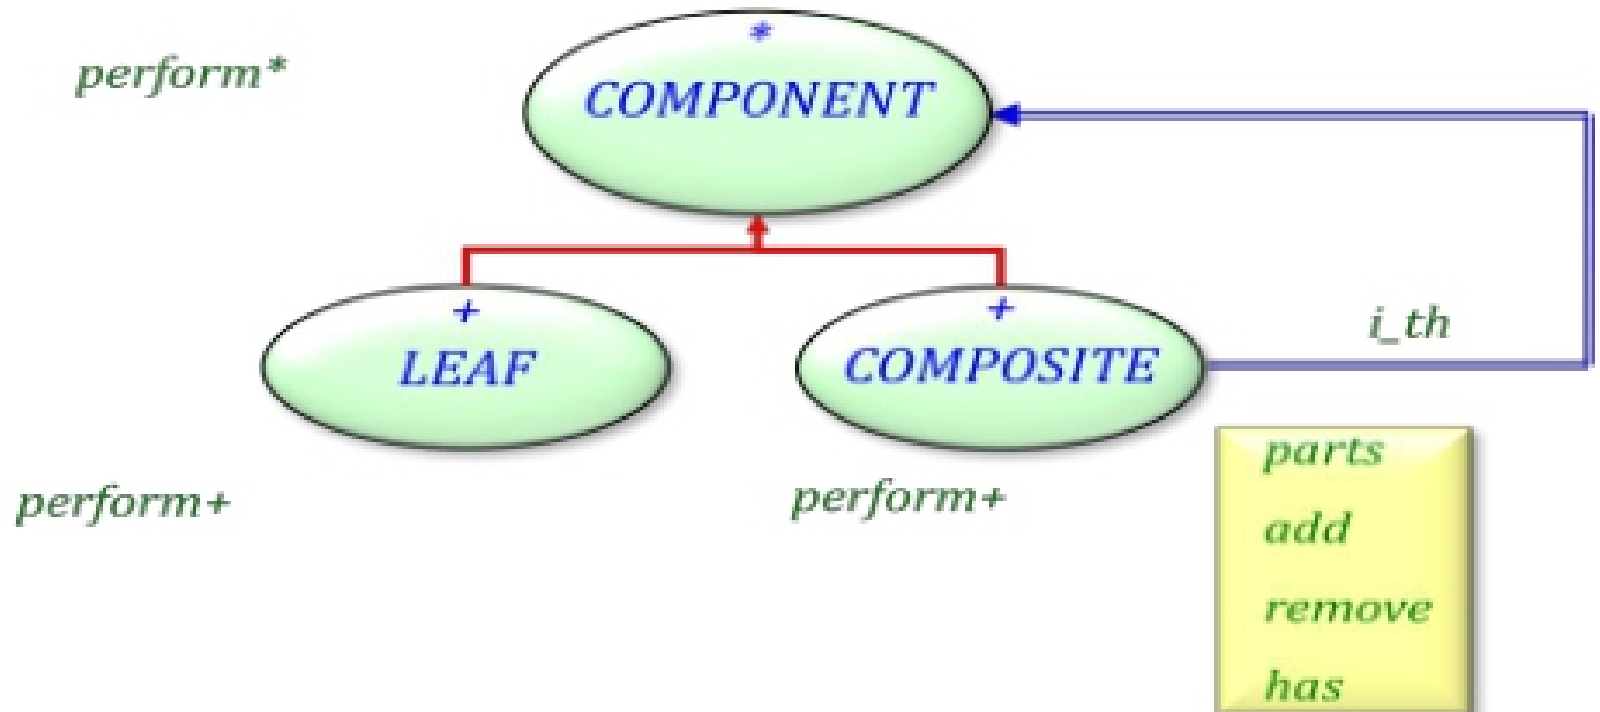 *
perform*
COMPONENT
i_th
+
+
LEAF
COMPOSITE
parts
perform+
perform+
add
remove
has